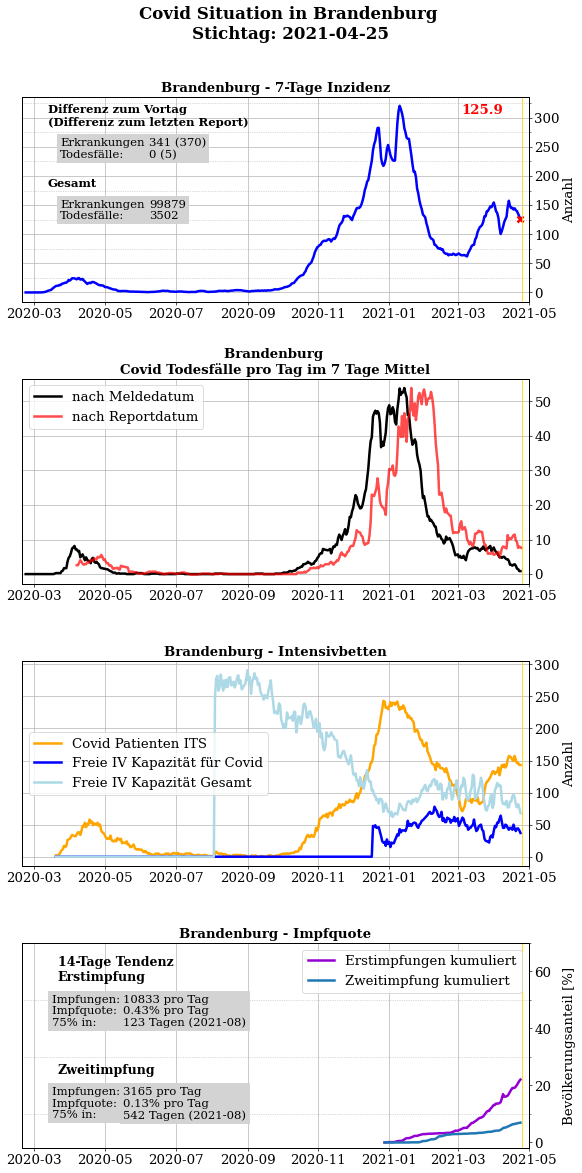 Covid Situation in Brandenburg
Stichtag: 2021-04-25
Brandenburg - 7-Tage Inzidenz
Differenz zum Vortag
(Differenz zum letzten Report)
Erkrankungen 341 (370)
Todesfälle: 0 (5)
Gesamt
Erkrankungen 99879
Todesfälle: 3502
125.9
300
250
200
150
100
50
0
Anzahl
2020-03 2020-05 2020-07 2020-09 2020-11 2021-01 2021-03 2021-05
Brandenburg
Covid Todesfälle pro Tag im 7 Tage Mittel
nach Meldedatum
nach Reportdatum
50
40
30
20
10
0
2020-03 2020-05 2020-07 2020-09 2020-11 2021-01 2021-03 2021-05
Brandenburg - Intensivbetten
Covid Patienten ITS
Freie IV Kapazität für Covid
Freie IV Kapazität Gesamt
300
250
200
150
100
50
0
Anzahl
2020-03 2020-05 2020-07 2020-09 2020-11 2021-01 2021-03 2021-05
Brandenburg - Impfquote
14-Tage Tendenz
Erstimpfung
Impfungen: 10833 pro Tag
Impfquote: 0.43% pro Tag
75% in: 123 Tagen (2021-08)
Zweitimpfung
Impfungen: 3165 pro Tag
Impfquote: 0.13% pro Tag
75% in: 542 Tagen (2021-08)
Erstimpfungen kumuliert
Zweitimpfung kumuliert
60
40
20
0
Bevölkerungsanteil [%]
2020-03 2020-05 2020-07 2020-09 2020-11 2021-01 2021-03 2021-05